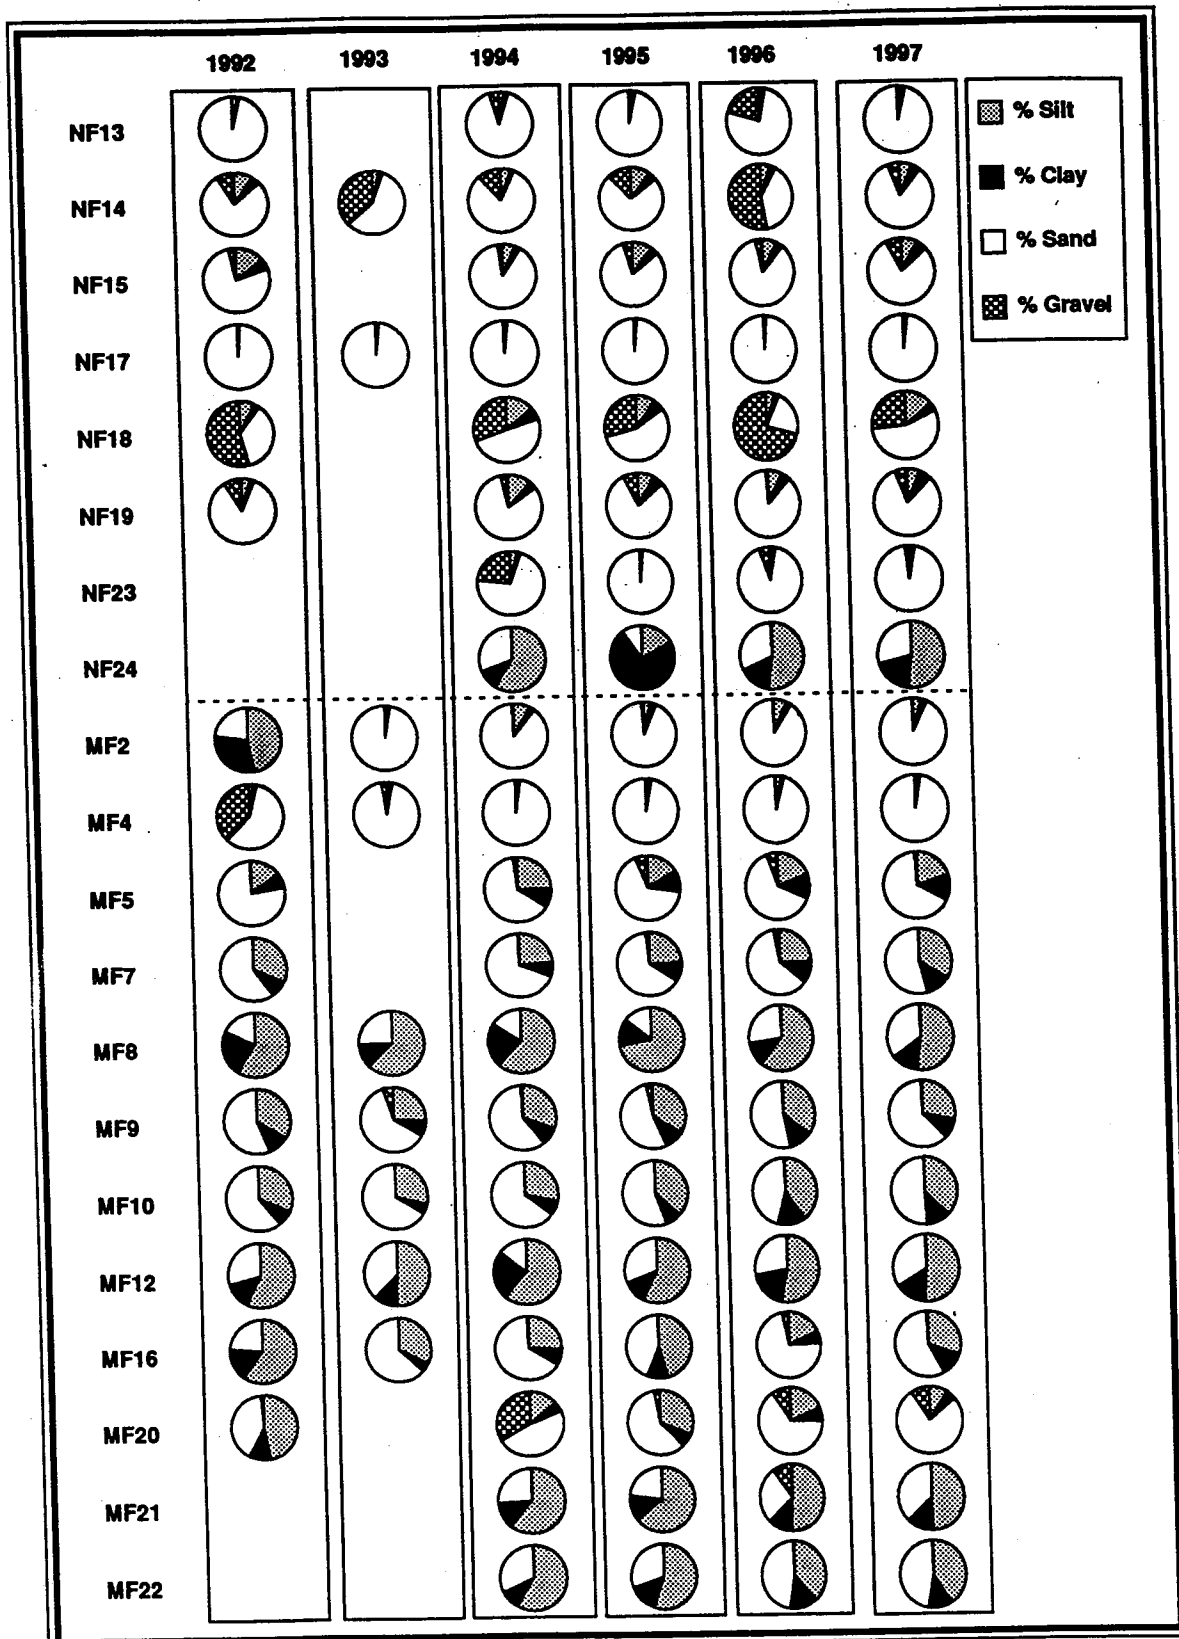 1992 1993 1994 1995 1996 1997
% Silt
% Clay
% Sand
% Gravel
NF13
NF14
NF15
NF17
NF18
NF19
NF23
NF24
MF2
MF4
MF5
MF7
MF8
MF9
MF10
MF12
MF16
MF20
MF21
MF22